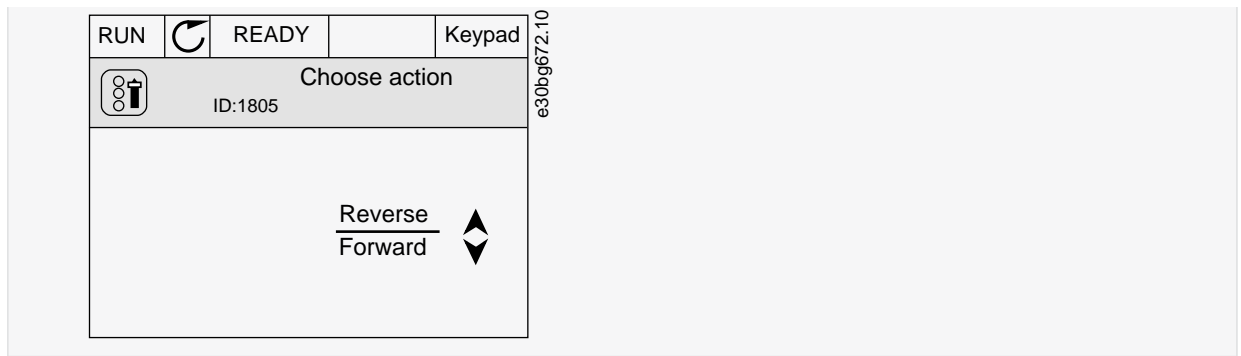 RUN READY Keypad
Choose action
ID:1805
Reverse
Forward
e30bg672.10